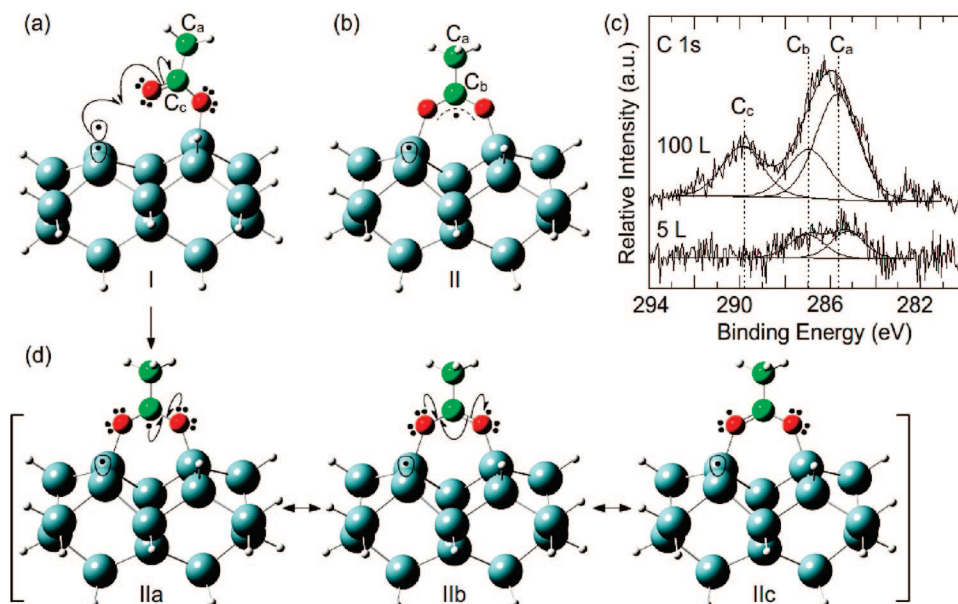 (a)
Ca
Cc
I
(b)
Ca
Cb
II
(c)
C 1s
Cb
Ca
Cc
100 L
5 L
Relative Intensity (a.u.)
294
290
286
282
Binding Energy (eV)
(d)
IIa
IIb
IIc